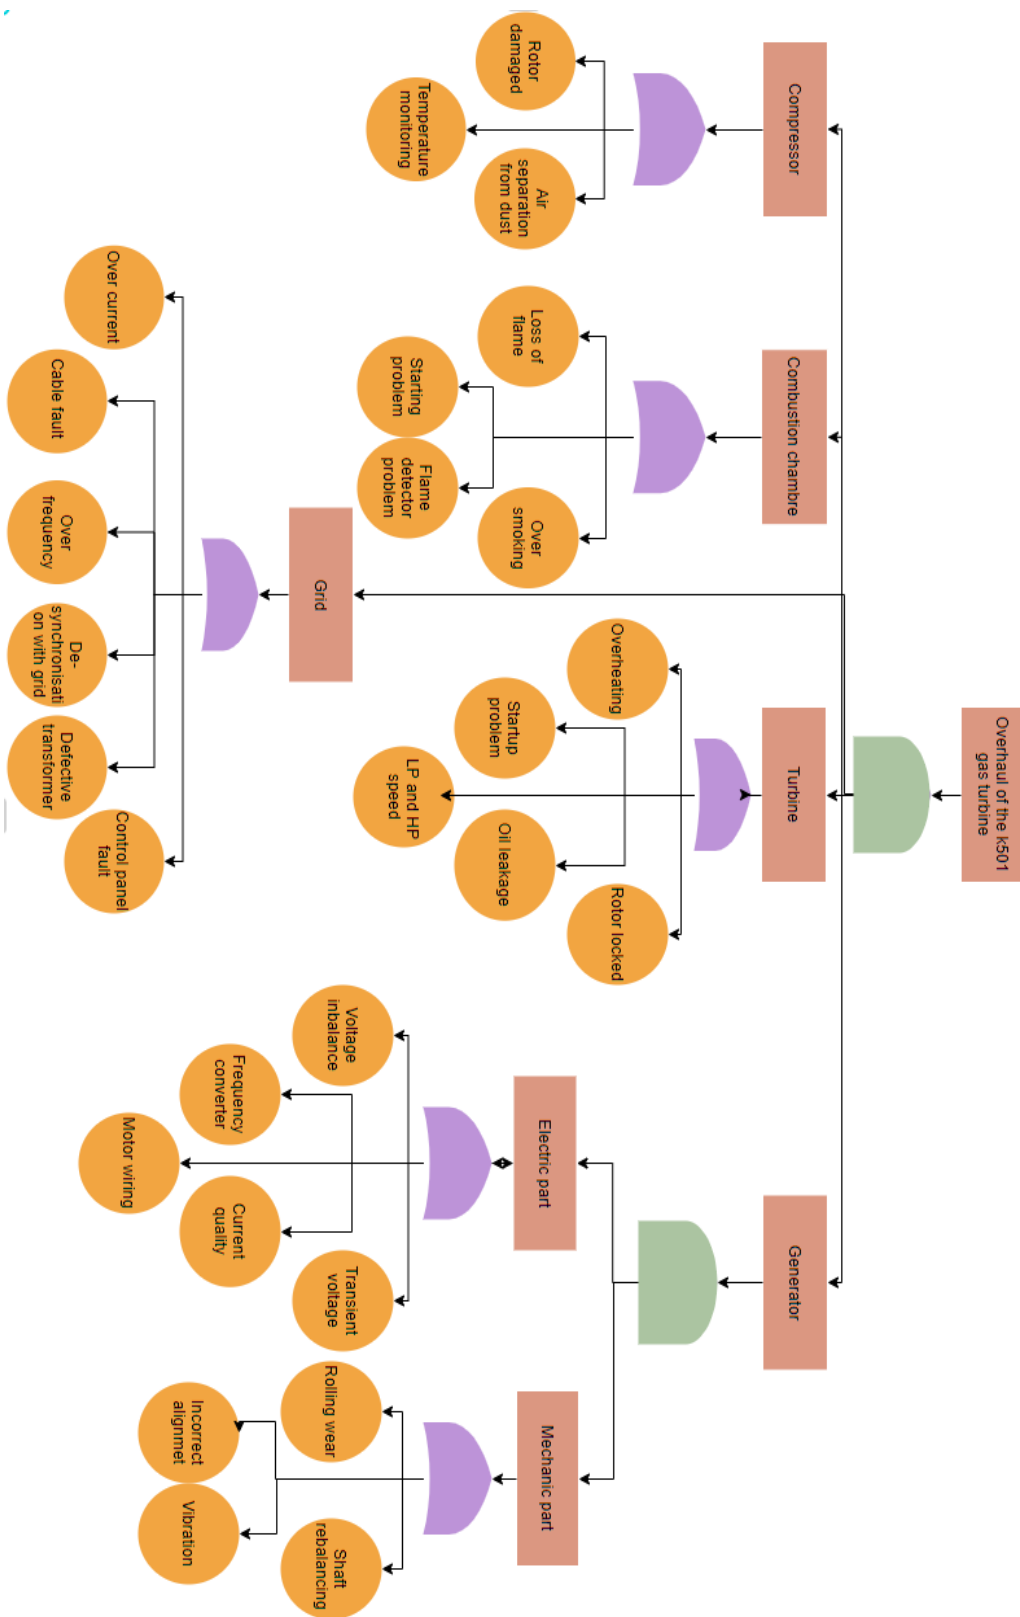 Overhaul of the k501
gas turbine
Compressor
Combustion chambre
Turbine
Generator
Rotor
damaged
Temperature
monitoring
Air
separation
from dust
Loss of
flame
Starting
problem
Flame
detector
problem
Over
smoking
Overheating
Startup
problem
LP and HP
speed
Oil leakage
Rotor locked
Electric part
Mechanic part
Grid
Voltage
inbalance
Frequency
converter
Motor wiring
Current
quality
Transient
voltage
Rolling wear
Incorrect
alignmet
Vibration
Shaft
rebalancing
Over current
Cable fault
Over
frequency
De-
synchronisati
on with grid
Defective
transformer
Control panel
fault